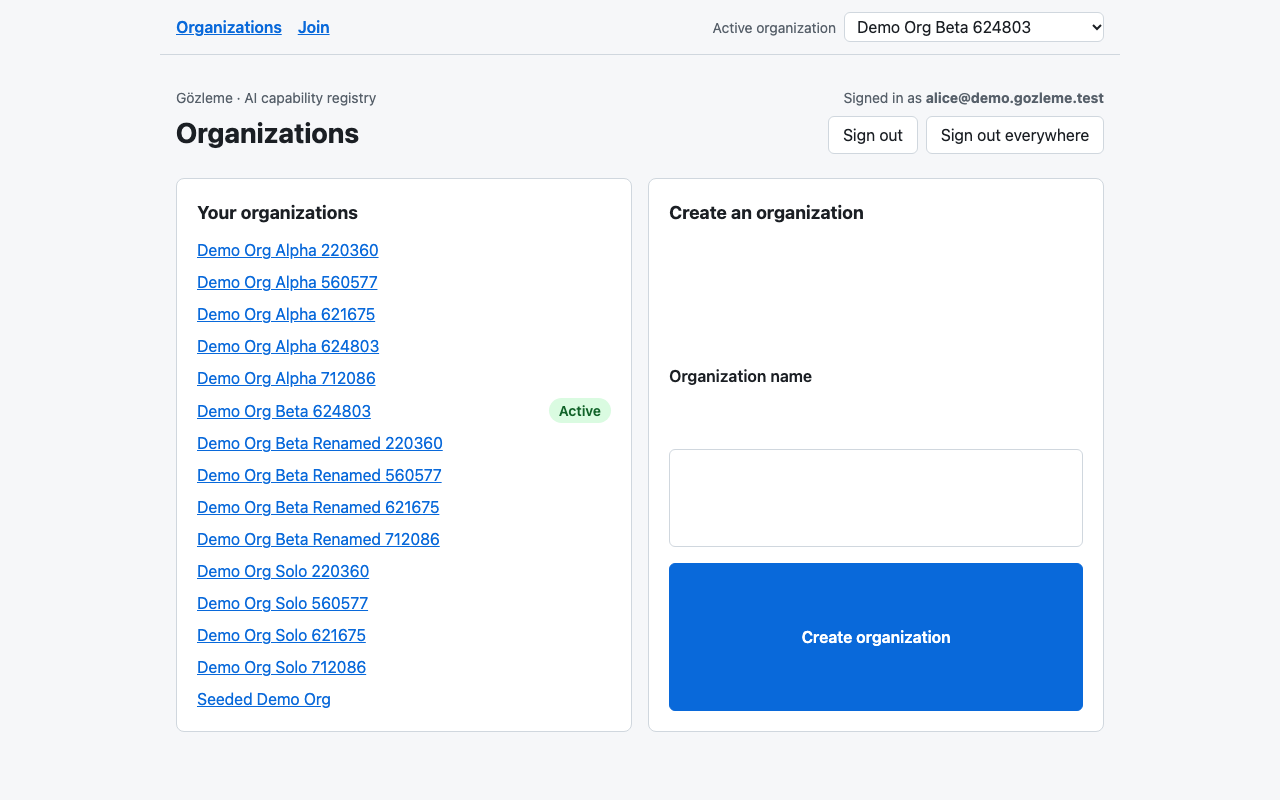 Organizations Join
Active organization Demo Org Beta 624803
Gözleme · AI capability registry
Signed in as alice@demo.gozleme.test
Organizations
Sign out Sign out everywhere
Your organizations
Demo Org Alpha 220360
Demo Org Alpha 560577
Demo Org Alpha 621675
Demo Org Alpha 624803
Demo Org Alpha 712086
Demo Org Beta 624803 Active
Demo Org Beta Renamed 220360
Demo Org Beta Renamed 560577
Demo Org Beta Renamed 621675
Demo Org Beta Renamed 712086
Demo Org Solo 220360
Demo Org Solo 560577
Demo Org Solo 621675
Demo Org Solo 712086
Seeded Demo Org
Create an organization
Organization name
Create organization